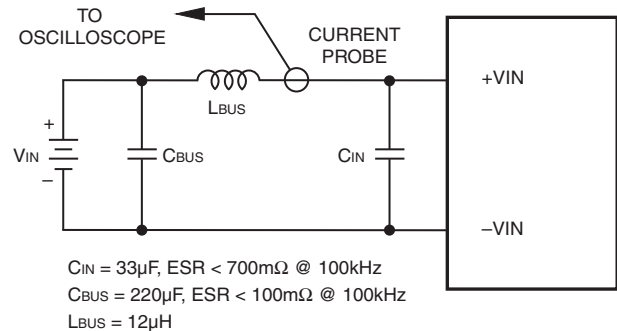 TO
OSCILLOSCOPE
CURRENT
PROBE
+VIN
LBUS
+
VIN
–
CBUS
CIN
–VIN
CIN = 33µF, ESR < 700mΩ @ 100kHz
CBUS = 220µF, ESR < 100mΩ @ 100kHz
LBUS = 12µH